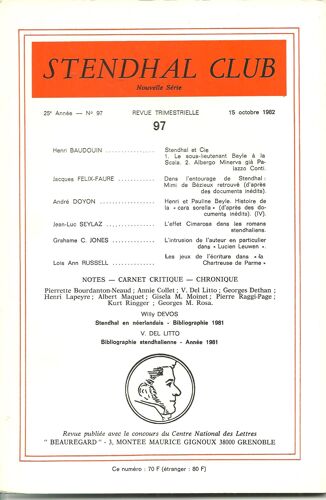 STENDHAL CLUB
Nouvelle Série
25e Année — No 97 REVUE TRIMESTRIELLE 15 octobre 1982
97
Henri BAUDOUIN .............. Stendhal et Cie
1. Le sous-lieutenant Beyle à la
Scala. 2. Albergo Minerva già Pa-
lazzo Conti.
Jacques FELIX-FAURE ............ Dans l'entourage de Stendhal :
Mimi de Bézieux retrouvé (d'après
des documents inédits).
André DOYON ................ Henri et Pauline Beyle. Histoire de
la « cara sorella » (d'après des do-
cuments inédits). (IV).
Jean-Luc SEYLAZ .............. L'effet Cimarose dans les romans
stendhaliens.
Grahame C. JONES ............. L'intrusion de l'auteur en particulier
dans « Lucien Leuwen ».
Lois Ann RUSSELL ............. Les jeux de l'écriture dans « la
Chartreuse de Parme »
NOTES — CARNET CRITIQUE — CHRONIQUE
Pierrette Bourdanton-Neaud ; Annie Collet ; V. Del Litto ; Georges Dethan ;
Henri Lapeyre ; Albert Maquet ; Gisela M. Moinet ; Pierre Raggi-Page ;
Kurt Ringger ; Georges M. Rosa.
Willy DEVOS
Stendhal en néerlandais - Bibliographie 1981
V. DEL LITTO
Bibliographie stendhalienne - Année 1981
Revue publiée avec le concours du Centre National des Lettres
" BEAUREGARD " - 3, MONTEE MAURICE GIGNOUX 38000 GRENOBLE
Ce numéro : 70 F (étranger : 80 F)